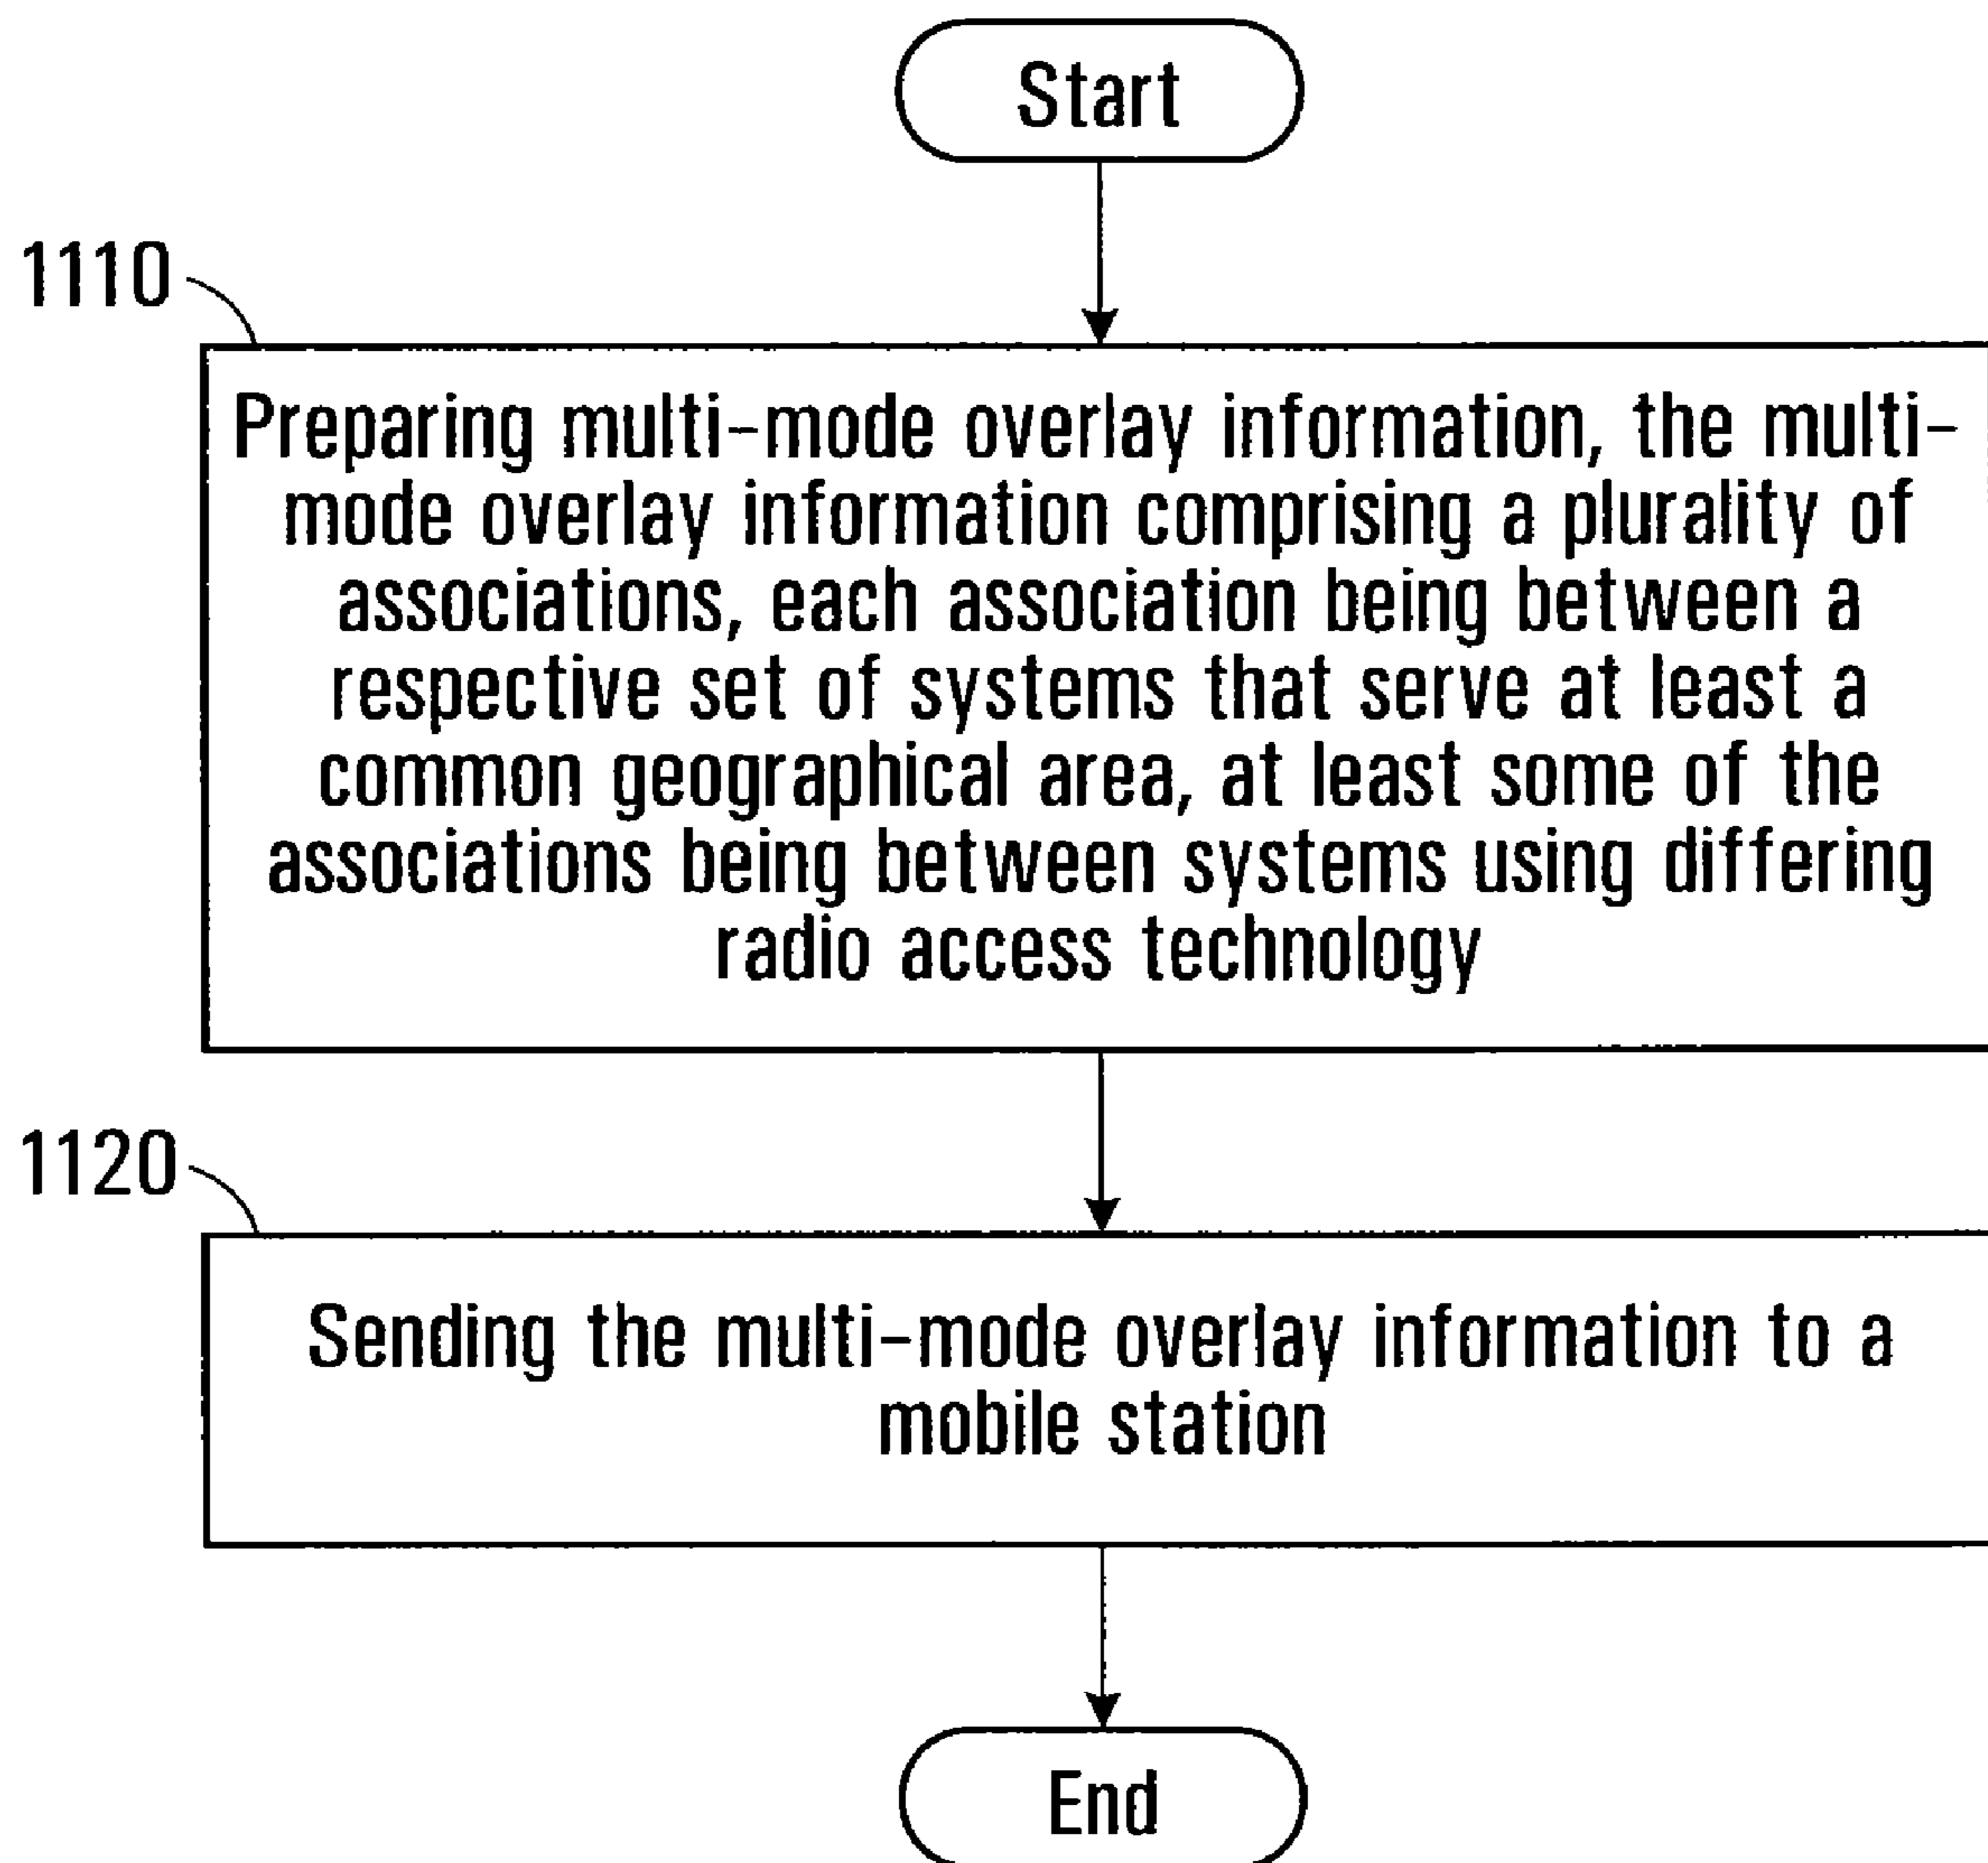 Start
1110
Preparing multi-mode overlay information, the multi-
mode overlay information comprising a plurality of
associations, each association being between a
respective set of systems that serve at least a
common geographical area, at least some of the
associations being between systems using differing
radio access technology
1120
Sending the multi-mode overlay information to a
mobile station
End